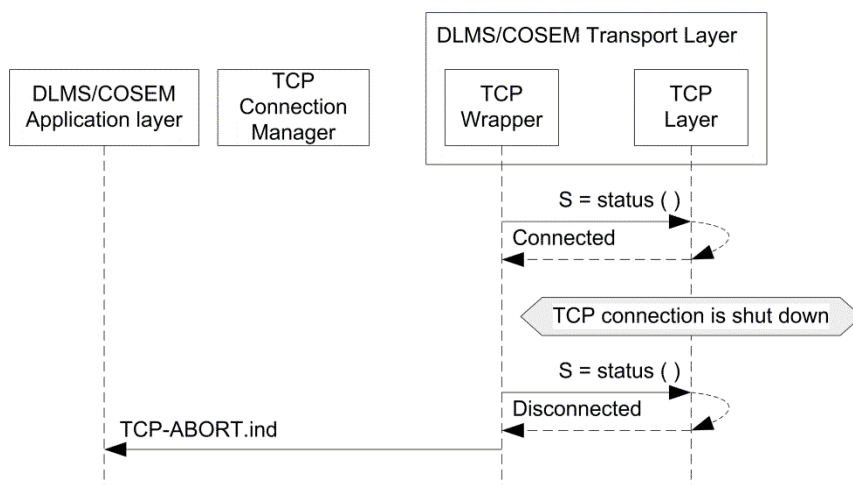 DLMS/COSEM Transport Layer
DLMS/COSEM
Application layer
TCP
Connection
Manager
TCP
Wrapper
TCP
Layer
S = status ( )
Connected
TCP connection is shut down
S = status ( )
Disconnected
TCP-ABORT.ind